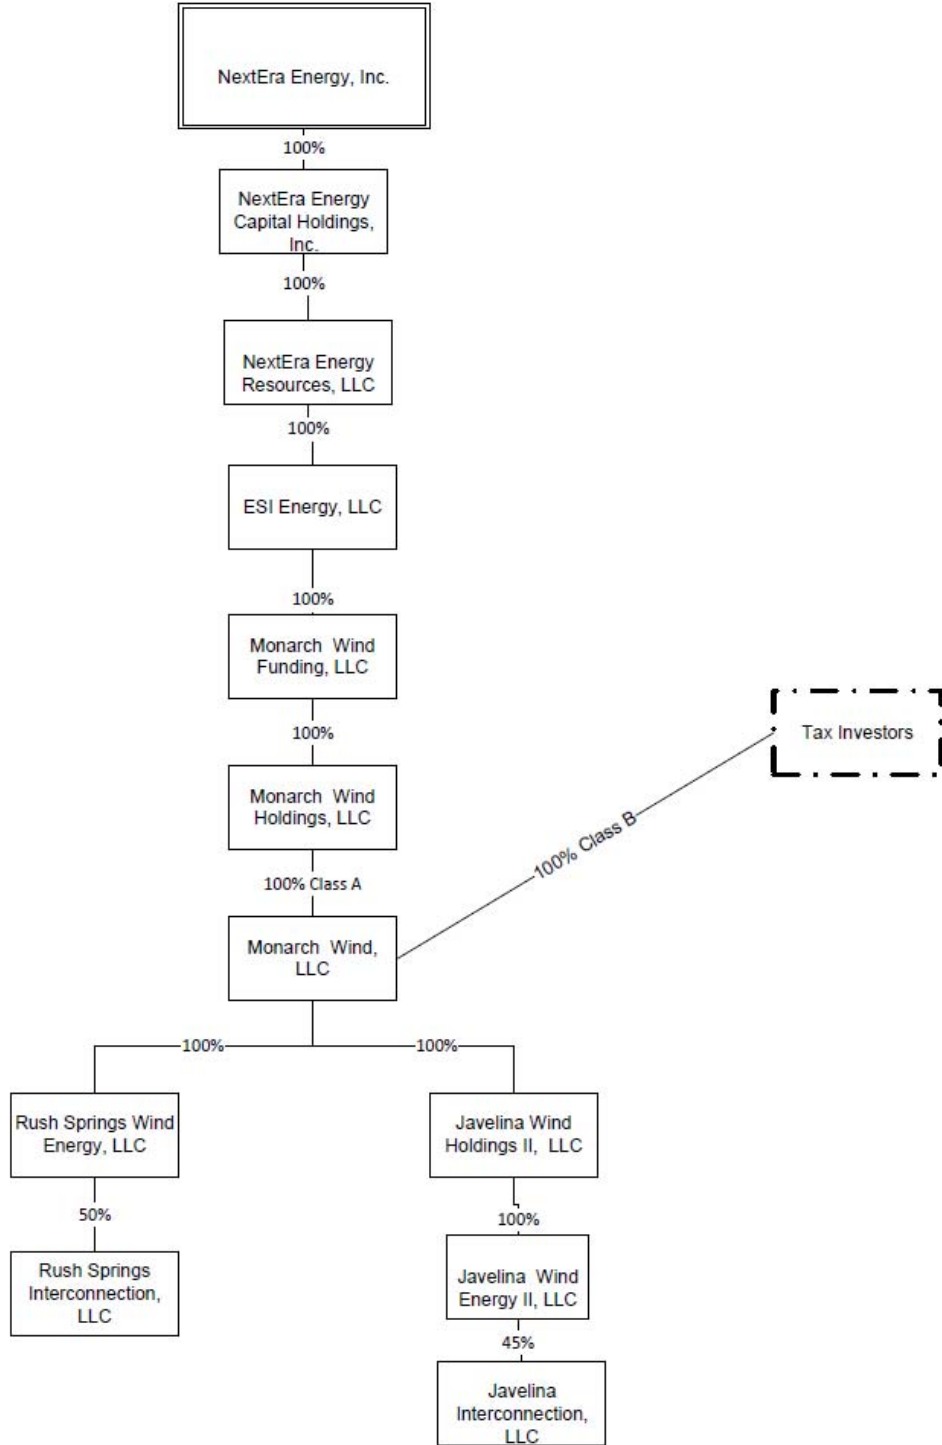 NextEra Energy, Inc.
100%
NextEra Energy
Capital Holdings,
Inc.
100%
NextEra Energy
Resources, LLC
100%
ESI Energy, LLC
100%
Monarch Wind
Funding, LLC
100%
Tax Investors
Monarch Wind
Holdings, LLC
100% Class B
100% Class A
Monarch Wind,
LLC
100%
100%
Rush Springs Wind
Energy, LLC
Javelina Wind
Holdings II, LLC
50%
100%
Rush Springs
Interconnection,
LLC
Javelina Wind
Energy II, LLC
45%
Javelina
Interconnection,
LLC